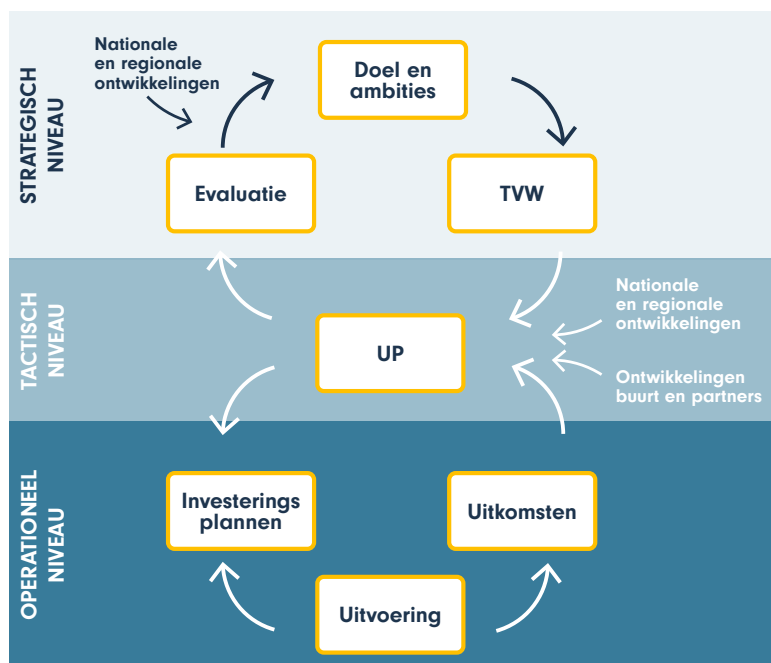 STRATEGISCH
NIVEAU
Nationale
en regionale
ontwikkelingen
Doel en
ambities
Evaluatie
TVW
TACTISCH
NIVEAU
UP
Nationale
en regionale
ontwikkelingen
Ontwikkelingen
buurt en partners
OPERATIONEEL
NIVEAU
Investerings
plannen
Uitkomsten
Uitvoering